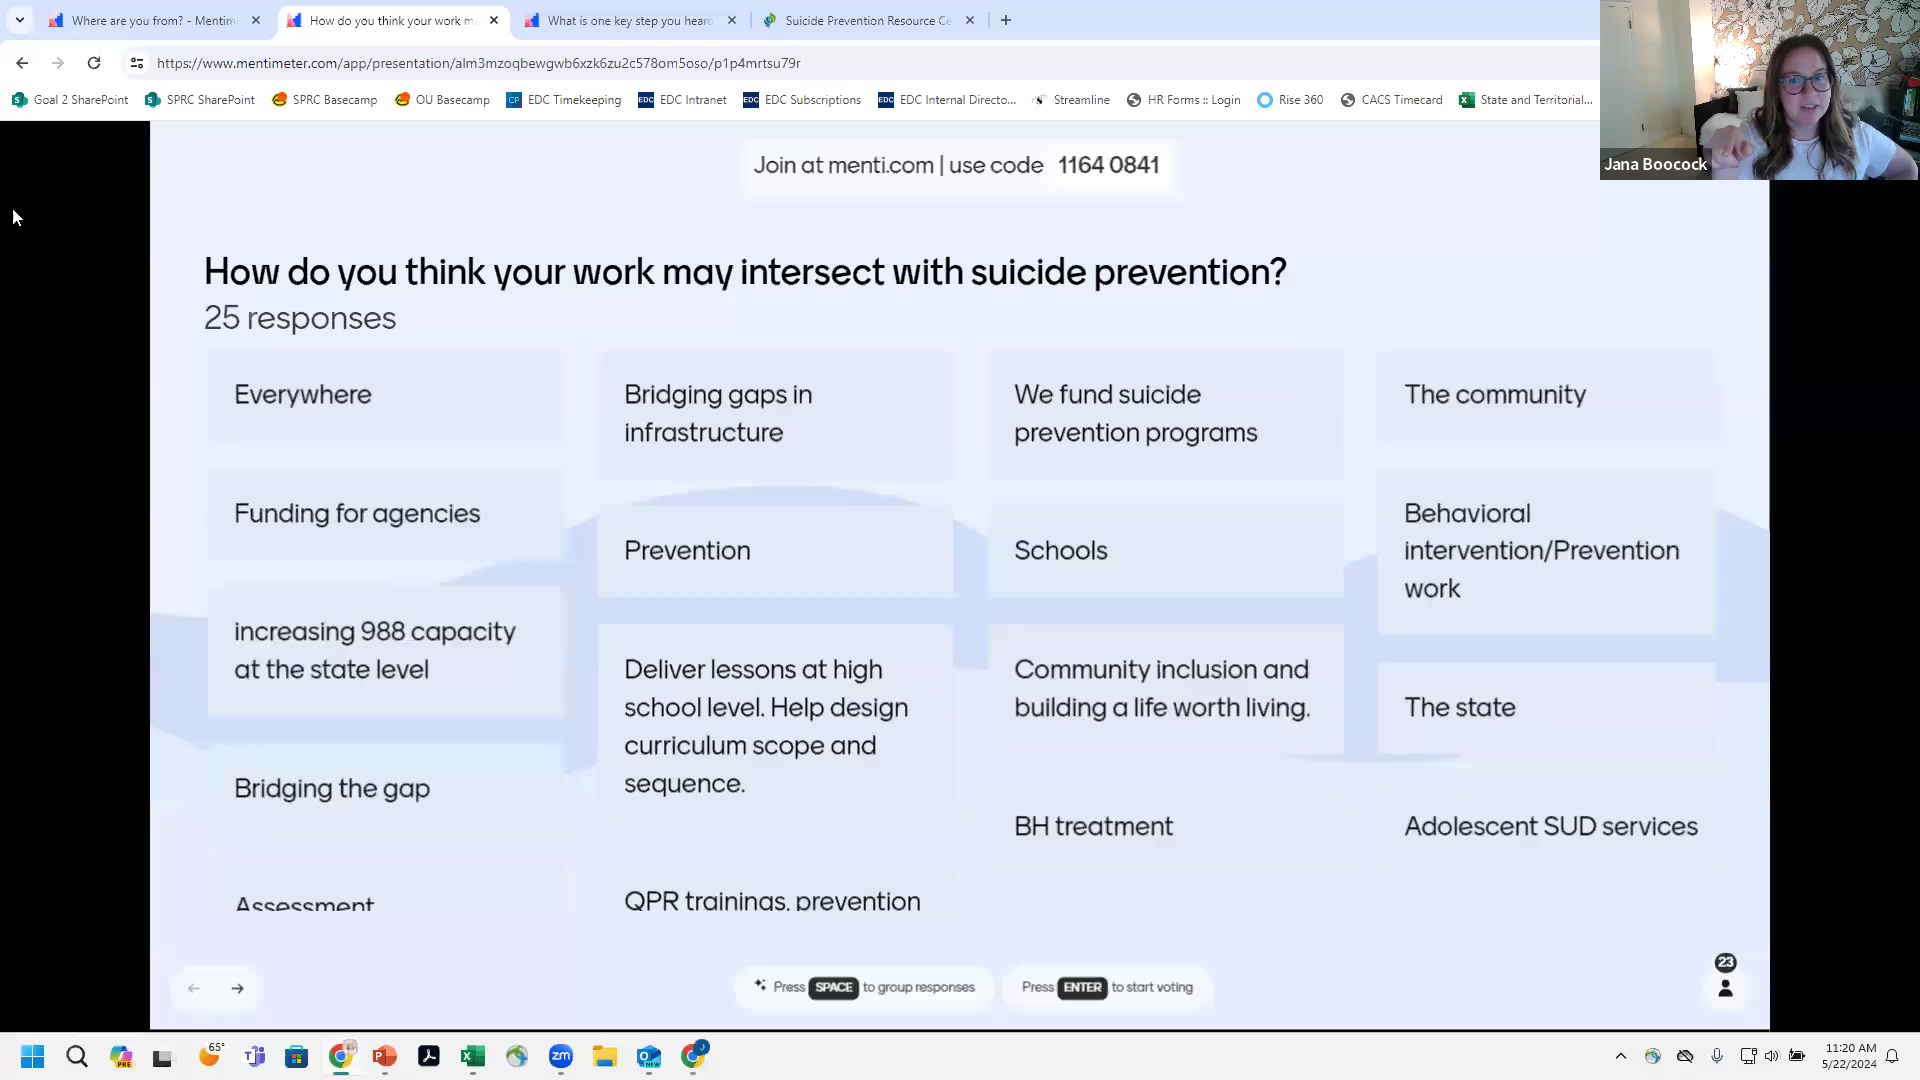 Where are you from? - Mentim
How do you think your work m
What is one key step you heard
Suicide Prevention Resource Ce
https://www.mentimeter.com/app/presentation/alm3mzoqbewgwb6xzk6zu2c578om5oso/p1p4mrtsu79r
Goal 2 SharePoint
SPRC SharePoint
SPRC Basecamp
OU Basecamp
EDC Timekeeping
EDC Intranet
EDC Subscriptions
EDC Internal Directo...
Streamline
HR Forms :: Login
Rise 360
CACS Timecard
State and Territorial...
Jana Boocock
Join at menti.com | use code 1164 0841
How do you think your work may intersect with suicide prevention?
25 responses
Everywhere
Funding for agencies
increasing 988 capacity
at the state level
Bridging the gap
Assessment
Bridging gaps in
infrastructure
Prevention
Deliver lessons at high
school level. Help design
curriculum scope and
sequence.
QPR trainings, prevention
We fund suicide
prevention programs
Schools
Community inclusion and
building a life worth living.
BH treatment
The community
Behavioral
intervention/Prevention
work
The state
Adolescent SUD services
Press SPACE to group responses
Press ENTER to start voting
23
65°
11:20 AM
5/22/2024